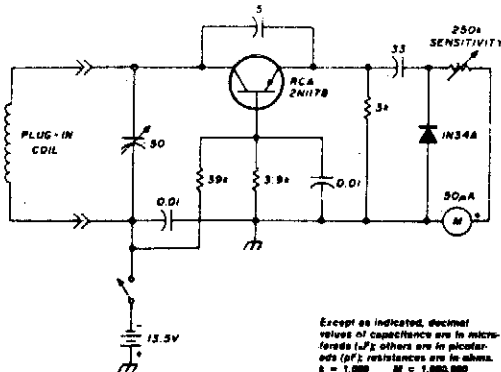 5
250k
SENSITIVITY
33
RCA
2N1178
PLUG-IN
COIL
50
3k
1N34A
39k
3.9k
0.01
0.01
50µA
M
+
-
13.5V
+
Except as indicated, decimal
values of capacitance are in micro-
farads (µF); others are in picofar-
ads (pF); resistances are in ohms.
k = 1,000 M = 1,000,000